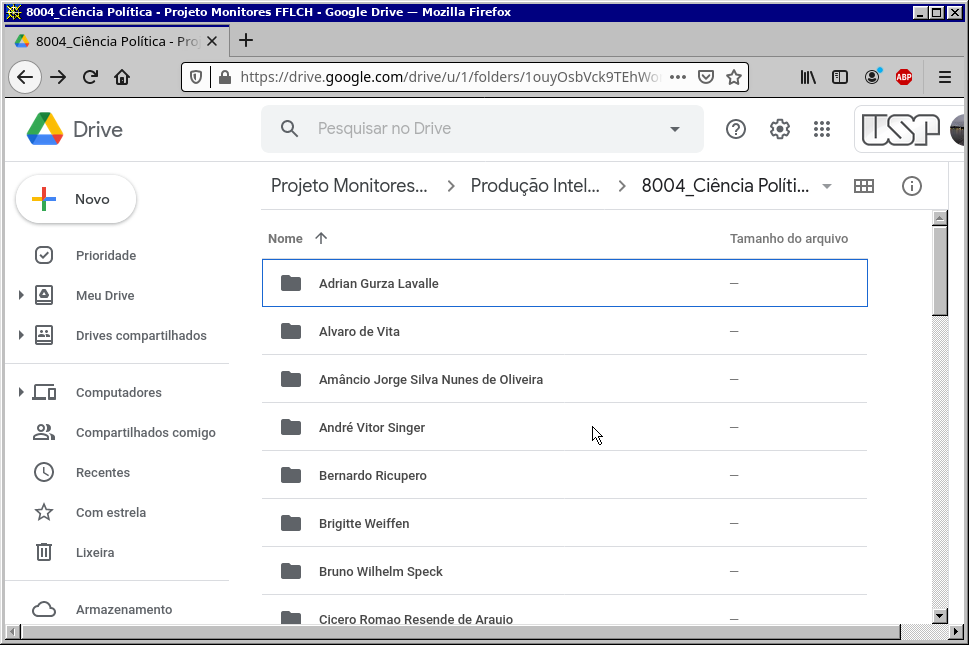 8004_Ciência Política - Projeto Monitores FFLCH - Google Drive — Mozilla Firefox
8004_Ciência Política - Proj
https://drive.google.com/drive/u/1/folders/1ouyOsbVck9TEhWo
ABP
Drive
Pesquisar no Drive
USP
Novo
Projeto Monitores...
Produção Intel...
8004_Ciência Políti...
Nome
Tamanho do arquivo
Prioridade
Meu Drive
Drives compartilhados
Computadores
Compartilhados comigo
Recentes
Com estrela
Lixeira
Armazenamento
Adrian Gurza Lavalle —
Alvaro de Vita —
Amâncio Jorge Silva Nunes de Oliveira —
André Vitor Singer —
Bernardo Ricupero —
Brigitte Weiffen —
Bruno Wilhelm Speck —
Cicero Romao Resende de Araujo —